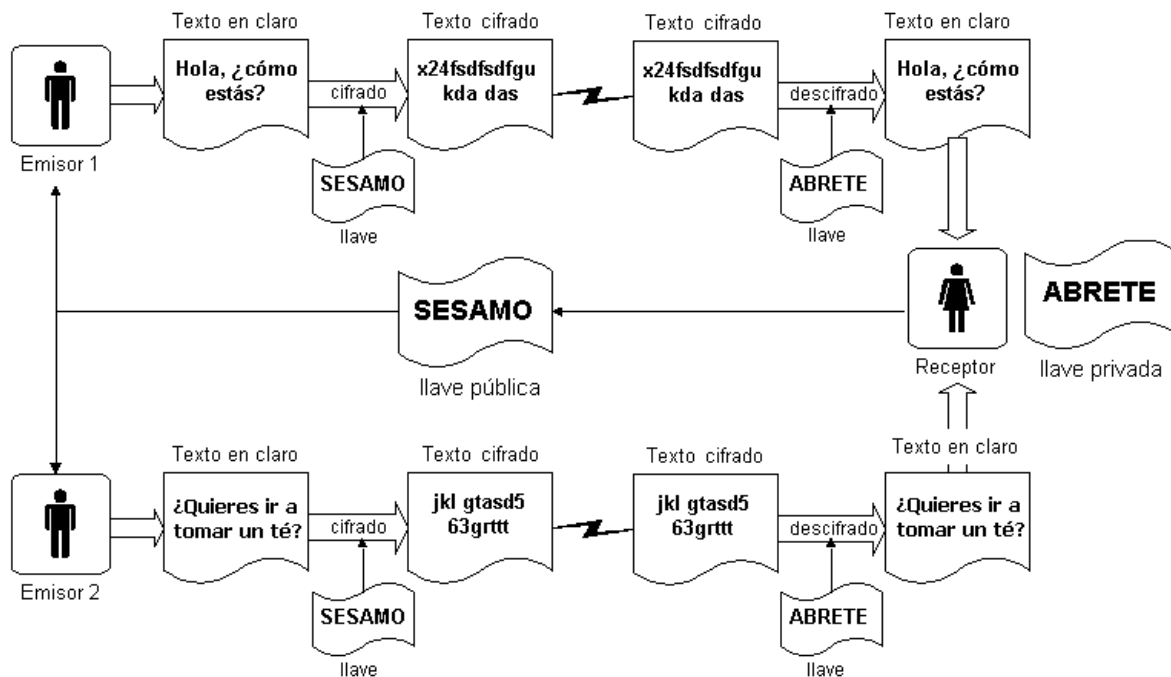 Texto en claro
Texto cifrado
Texto cifrado
Texto en claro
Hola, ¿cómo
estás?
cifrado
x24fsdfsdfgu
kda das
x24fsdfsdfgu
kda das
descifrado
Hola, ¿cómo
estás?
Emisor 1
SESAMO
llave
ABRETE
llave
SESAMO
llave pública
Receptor
ABRETE
llave privada
Texto en claro
Texto cifrado
Texto cifrado
Texto en claro
¿Quieres ir a
tomar un té?
cifrado
jkl gtasd5
63grttt
jkl gtasd5
63grttt
descifrado
¿Quieres ir a
tomar un té?
Emisor 2
SESAMO
llave
ABRETE
llave